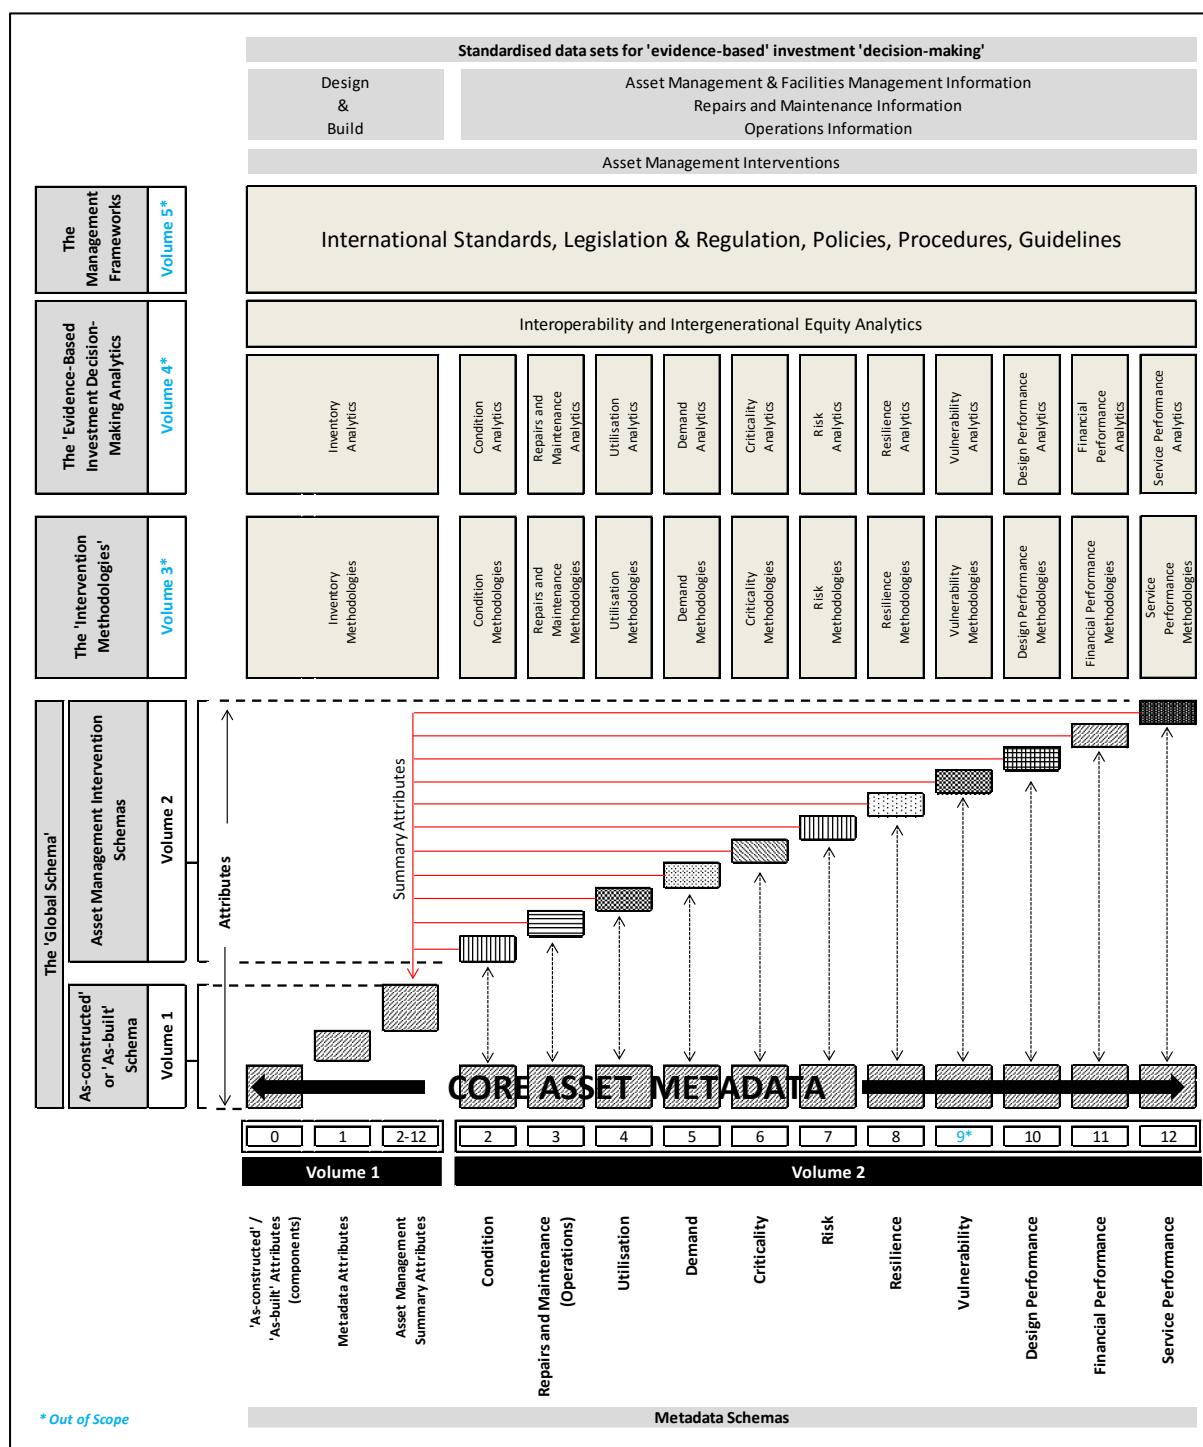 Standardised data sets for 'evidence-based' investment 'decision-making'
Design
&
Build
Asset Management & Facilities Management Information
Repairs and Maintenance Information
Operations Information
Asset Management Interventions
The
Management
Frameworks
Volume 5*
International Standards, Legislation & Regulation, Policies, Procedures, Guidelines
The 'Evidence-Based
Investment Decision-
Making Analytics
Volume 4*
Interoperability and Intergenerational Equity Analytics
Inventory
Analytics
Condition
Analytics
Repairs and
Maintenance
Analytics
Utilisation
Analytics
Demand
Analytics
Criticality
Analytics
Risk
Analytics
Resilience
Analytics
Vulnerability
Analytics
Design Performance
Analytics
Financial
Performance
Analytics
Service Performance
Analytics
The 'Intervention
Methodologies'
Volume 3*
Inventory
Methodologies
Condition
Methodologies
Repairs and
Maintenance
Methodologies
Utilisation
Methodologies
Demand
Methodologies
Criticality
Methodologies
Risk
Methodologies
Resilience
Methodologies
Vulnerability
Methodologies
Design Performance
Methodologies
Financial Performance
Methodologies
Service
Performance
Methodologies
The 'Global Schema'
Asset Management Intervention
Schemas
Volume 2
Attributes
Summary Attributes
As-constructed'
or 'As-built'
Schema
Volume 1
CORE ASSET METADATA
0
1
2-12
2
3
4
5
6
7
8
9*
10
11
12
Volume 1
Volume 2
'As-constructed' /
'As-built' Attributes
(components)
Metadata Attributes
Asset Management
Summary Attributes
Condition
Repairs and Maintenance
(Operations)
Utilisation
Demand
Criticality
Risk
Resilience
Vulnerability
Design Performance
Financial Performance
Service Performance
* Out of Scope
Metadata Schemas